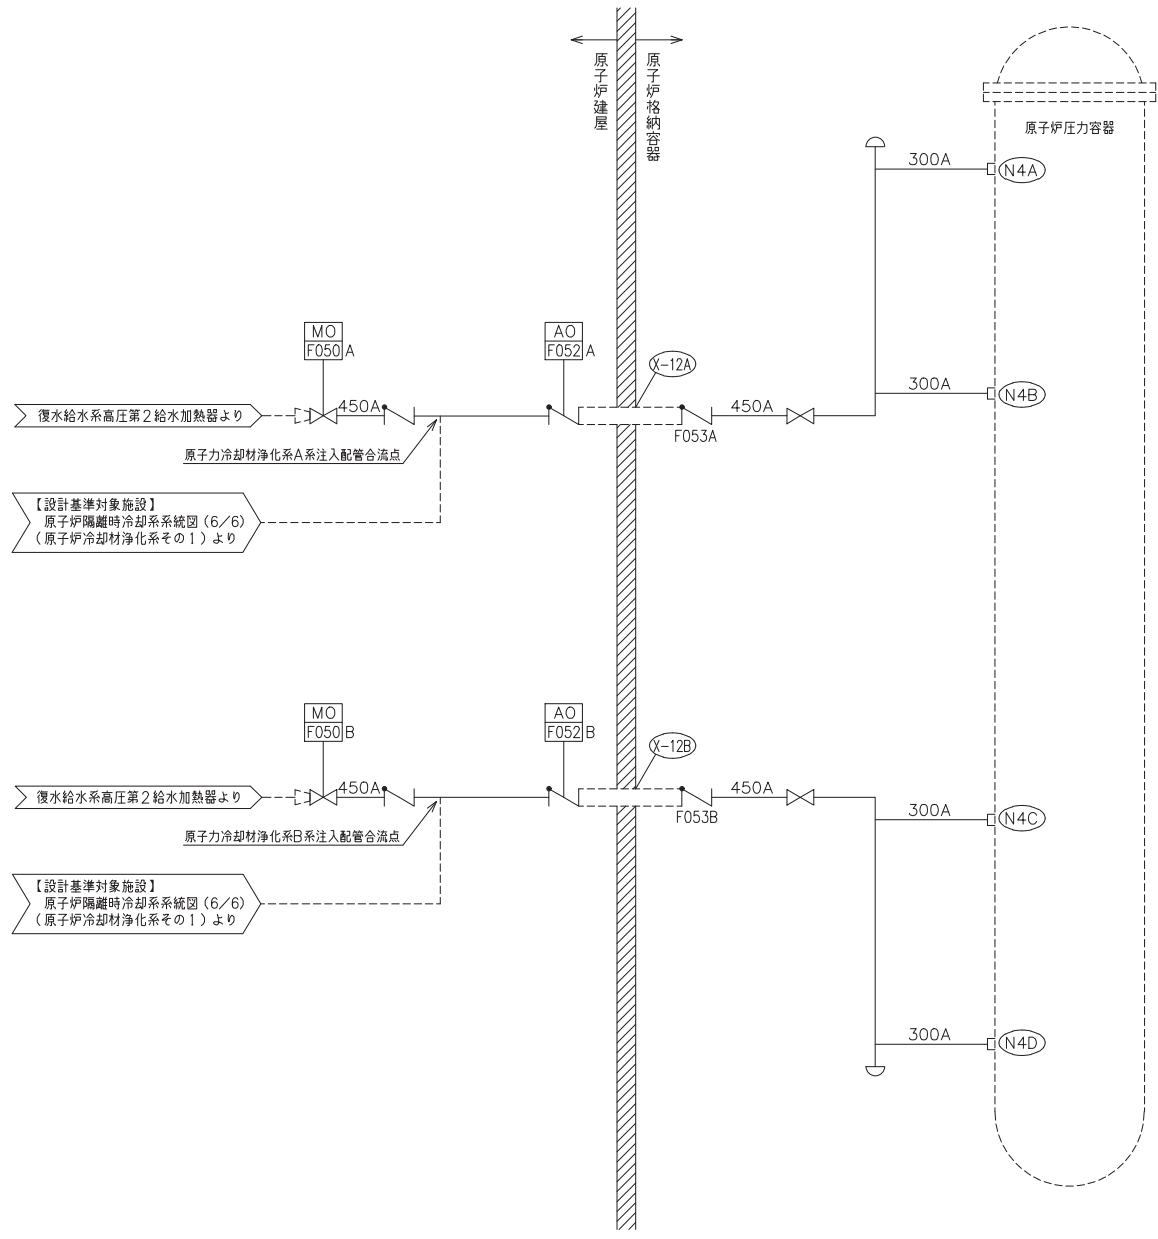 原子炉建屋
原子炉格納容器
原子炉圧力容器
300A
N4A
MO
F050 A
AO
F052 A
X-12A
300A
N4B
復水給水系高圧第2給水加熱器より
450A
450A
F053A
原子力冷却材浄化系A系注入配管合流点
【設計基準対象施設】
原子炉隔離時冷却系系統図(6/6)
(原子炉冷却材浄化系その1)より
MO
F050 B
AO
F052 B
X-12B
復水給水系高圧第2給水加熱器より
450A
450A
300A
N4C
F053B
原子力冷却材浄化系B系注入配管合流点
【設計基準対象施設】
原子炉隔離時冷却系系統図(6/6)
(原子炉冷却材浄化系その1)より
300A
N4D